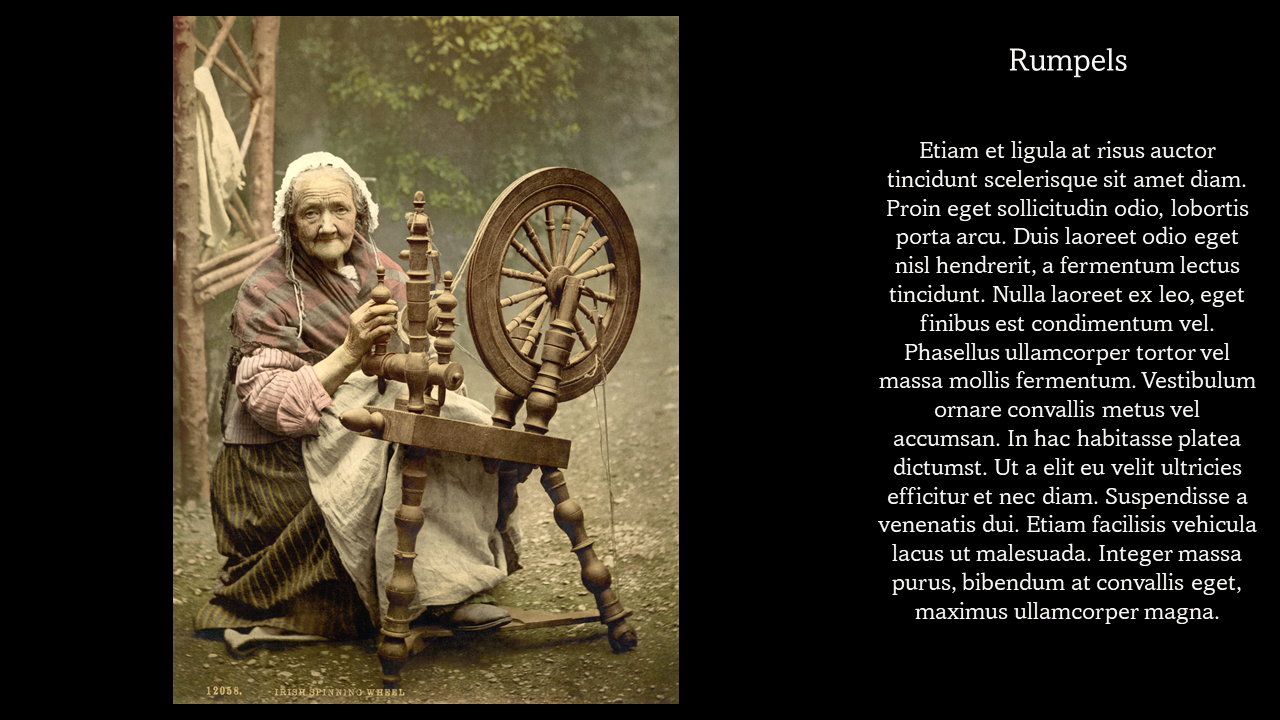 Rumpels
Etiam et ligula at risus auctor
tincidunt scelerisque sit amet diam.
Proin eget sollicitudin odio, lobortis
porta arcu. Duis laoreet odio eget
nisl hendrerit, a fermentum lectus
tincidunt. Nulla laoreet ex leo, eget
finibus est condimentum vel.
Phasellus ullamcorper tortor vel
massa mollis fermentum. Vestibulum
ornare convallis metus vel
accumsan. In hac habitasse platea
dictumst. Ut a elit eu velit ultricies
efficitur et nec diam. Suspendisse a
venenatis dui. Etiam facilisis vehicula
lacus ut malesuada. Integer massa
purus, bibendum at convallis eget,
maximus ullamcorper magna.
12058. IRISH SPINNING WHEEL